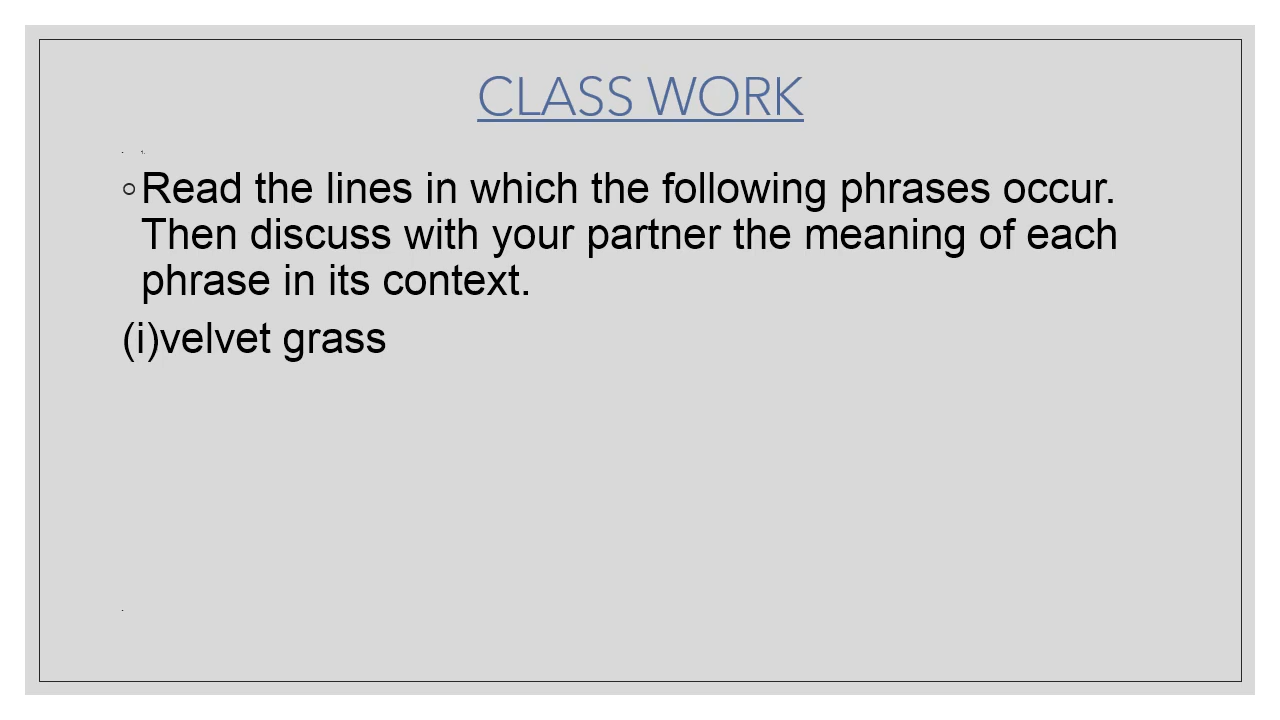 CLASS WORK
◦Read the lines in which the following phrases occur.
Then discuss with your partner the meaning of each
phrase in its context.
(i)velvet grass